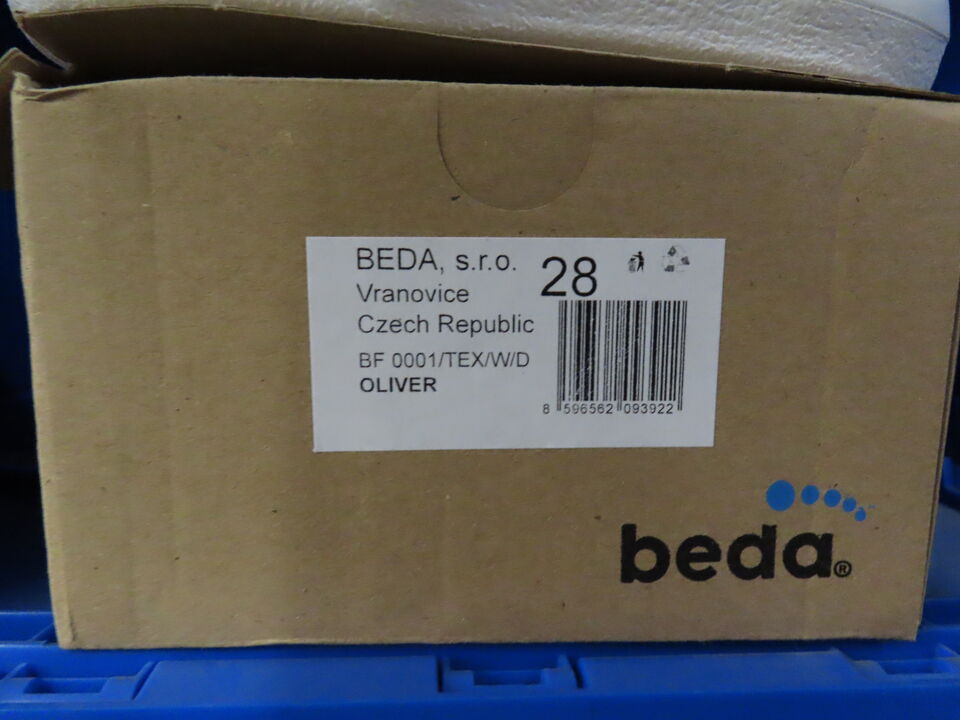 BEDA, s.r.o.
28
Vranovice
Czech Republic
BF 0001/TEX/W/D
OLIVER
8 596562 093922
beda®